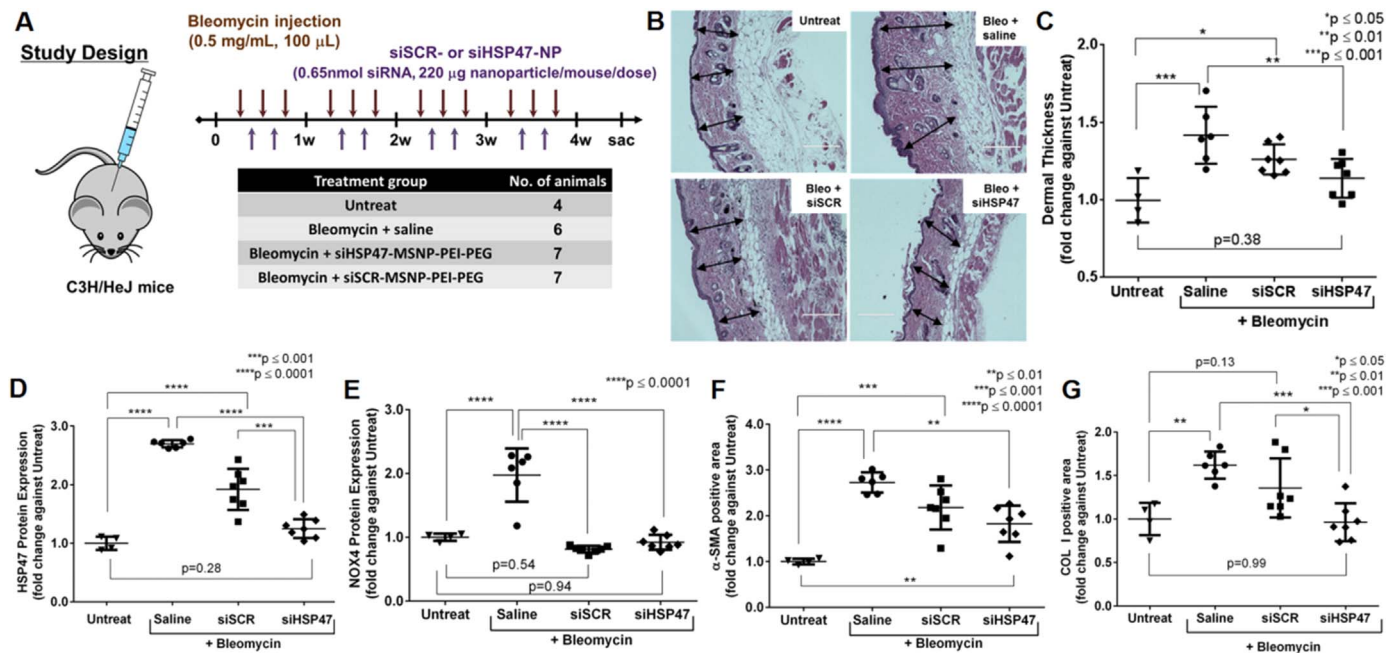 A
Study Design
C3H/HeJ mice
Bleomycin injection
(0.5 mg/mL, 100 μL)
siSCR- or siHSP47-NP
(0.65nmol siRNA, 220 μg nanoparticle/mouse/dose)
0 1w 2w 3w 4w sac
Treatment group No. of animals
Untreat 4
Bleomycin + saline 6
Bleomycin + siHSP47-MSNP-PEI-PEG 7
Bleomycin + siSCR-MSNP-PEI-PEG 7
B
Untreat
Bleo +
saline
Bleo +
siSCR
Bleo +
siHSP47
C
*p ≤ 0.05
**p ≤ 0.01
***p ≤ 0.001
Dermal Thickness
(fold change against Untreat)
2.0
1.5
1.0
0.5
*
***
**
p=0.38
Untreat Saline siSCR siHSP47
+ Bleomycin
D
***p ≤ 0.001
****p ≤ 0.0001
HSP47 Protein Expression
(fold change against Untreat)
3.0
2.0
1.0
0.0
****
**** ****
***
p=0.28
Untreat Saline siSCR siHSP47
+ Bleomycin
E
****p ≤ 0.0001
NOX4 Protein Expression
(fold change against Untreat)
3.0
2.0
1.0
0.0
**** ****
****
p=0.54
p=0.94
Untreat Saline siSCR siHSP47
+ Bleomycin
F
**p ≤ 0.01
***p ≤ 0.001
****p ≤ 0.0001
α-SMA positive area
(fold change against Untreat)
4.0
3.0
2.0
1.0
0.0
***
**** **
**
Untreat Saline siSCR siHSP47
+ Bleomycin
G
*p ≤ 0.05
**p ≤ 0.01
***p ≤ 0.001
COL I positive area
(fold change against Untreat)
2.0
1.5
1.0
0.5
0.0
p=0.13
***
** *
p=0.99
Untreat Saline siSCR siHSP47
+ Bleomycin